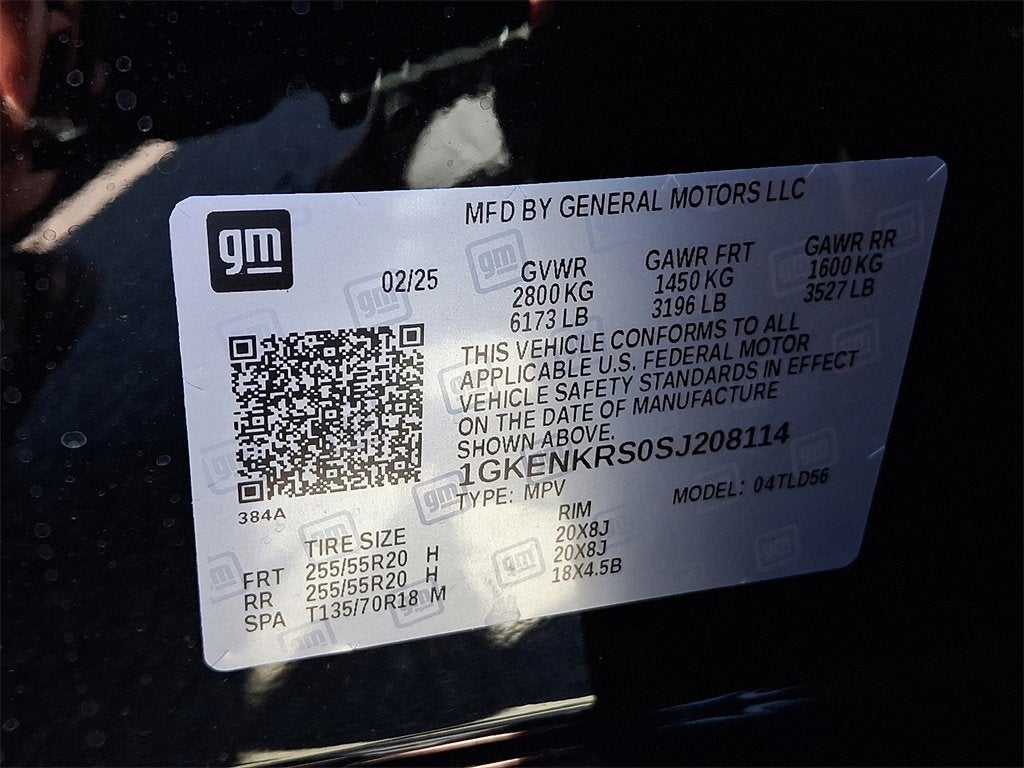 gm
MFD BY GENERAL MOTORS LLC
02/25
GVWR
2800 KG
6173 LB
GAWR FRT
1450 KG
3196 LB
GAWR RR
1600 KG
3527 LB
THIS VEHICLE CONFORMS TO ALL
APPLICABLE U.S. FEDERAL MOTOR
VEHICLE SAFETY STANDARDS IN EFFECT
ON THE DATE OF MANUFACTURE
SHOWN ABOVE.
1GKENKRS0SJ208114
TYPE: MPV MODEL: 04TLD56
384A
TIRE SIZE RIM
FRT 255/55R20 H 20X8J
RR 255/55R20 H 20X8J
SPA T135/70R18 M 18X4.5B